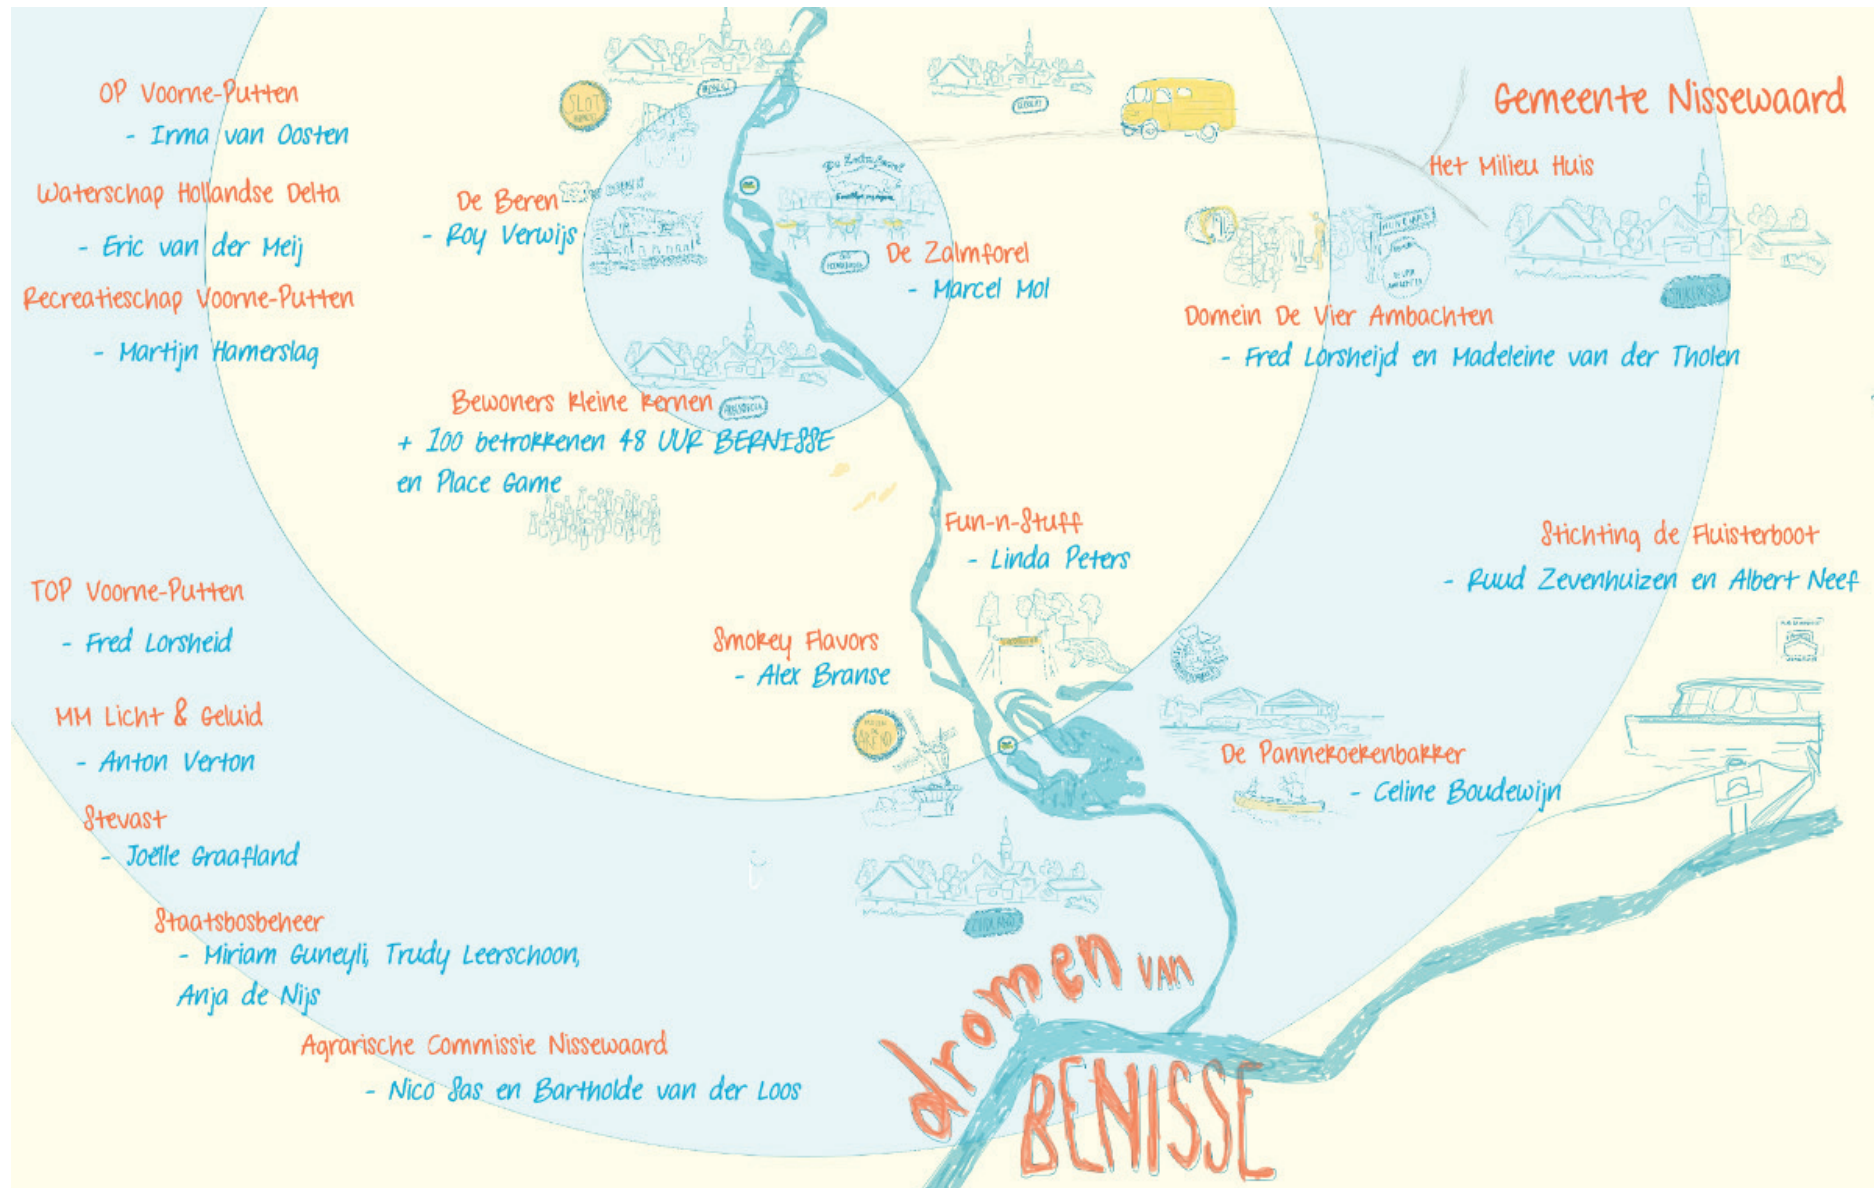 OP Voorne-Putten
- Irma van Oosten
Waterschap Hollandse Delta
- Eric van der Meij
Recreatieschap Voorne-Putten
- Martijn Hamerslag
SLOT
De Beren
- Roy Verwijs
De Zalmforel
- Marcel Mol
Gemeente Nissewaard
Het Milieu Huis
Domein De Vier Ambachten
- Fred Lorsheijd en Madeleine van der Tholen
Bewoners kleine kernen
+ 100 betrokkenen 48 UUR BERNISSE
en Place Game
Fun-n-Stuff
- Linda Peters
Stichting de Fluisterboot
- Ruud Zevenhuizen en Albert Neef
TOP Voorne-Putten
- Fred Lorsheid
Smokey Flavors
- Alex Branse
MM Licht & Geluid
- Anton Verton
De Pannekoekenbakker
- Celine Boudewijn
Stevast
- Joëlle Graafland
ZUIDLAND
Staatsbosbeheer
- Miriam Guneyli, Trudy Leerschoon,
Anja de Nijs
Agrarische Commissie Nissewaard
- Nico Sas en Bartholde van der Loos
dromen VAN
BENISSE